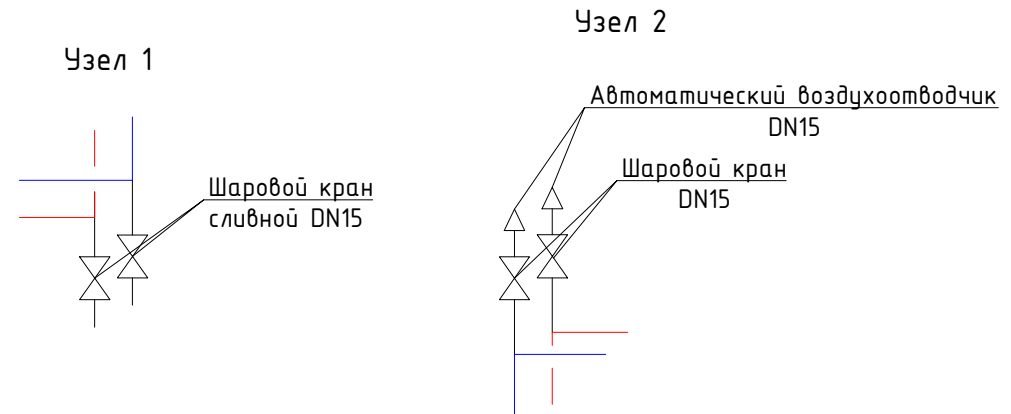 Узел 1
Шаровой кран
сливной DN15
Узел 2
Автоматический воздухоотводчик
DN15
Шаровой кран
DN15